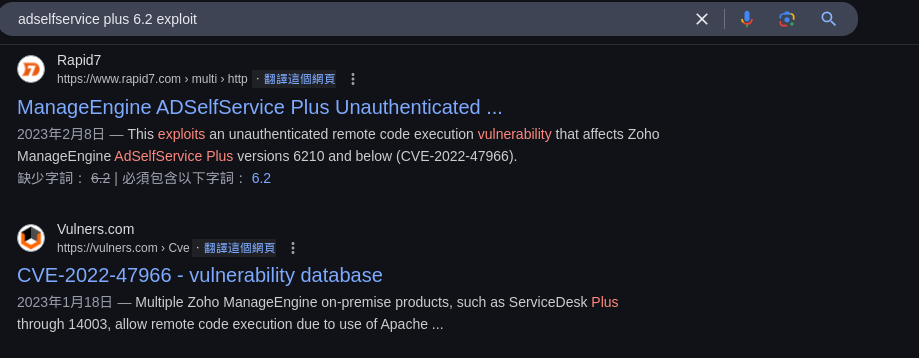 adselfservice plus 6.2 exploit
Rapid7
https://www.rapid7.com › multi › http · 翻譯這個網頁
ManageEngine ADSelfService Plus Unauthenticated ...
2023年2月8日 — This exploits an unauthenticated remote code execution vulnerability that affects Zoho
ManageEngine AdSelfService Plus versions 6210 and below (CVE-2022-47966).
缺少字詞： 6.2 | 必須包含以下字詞： 6.2
Vulners.com
https://vulners.com › Cve · 翻譯這個網頁
CVE-2022-47966 - vulnerability database
2023年1月18日 — Multiple Zoho ManageEngine on-premise products, such as ServiceDesk Plus
through 14003, allow remote code execution due to use of Apache ...